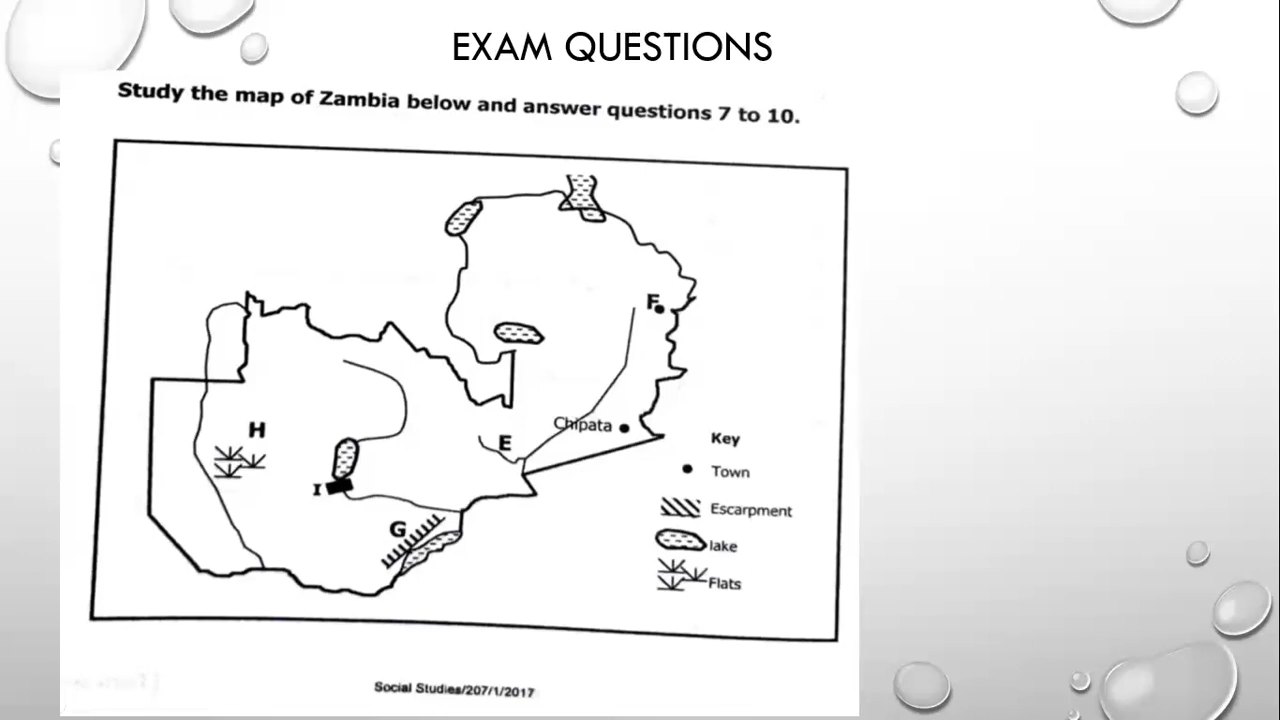 EXAM QUESTIONS
Study the map of Zambia below and answer questions 7 to 10.
F
Chipata
H
E
Key
Town
I
G
Escarpment
lake
Flats
Social Studies/207/1/2017